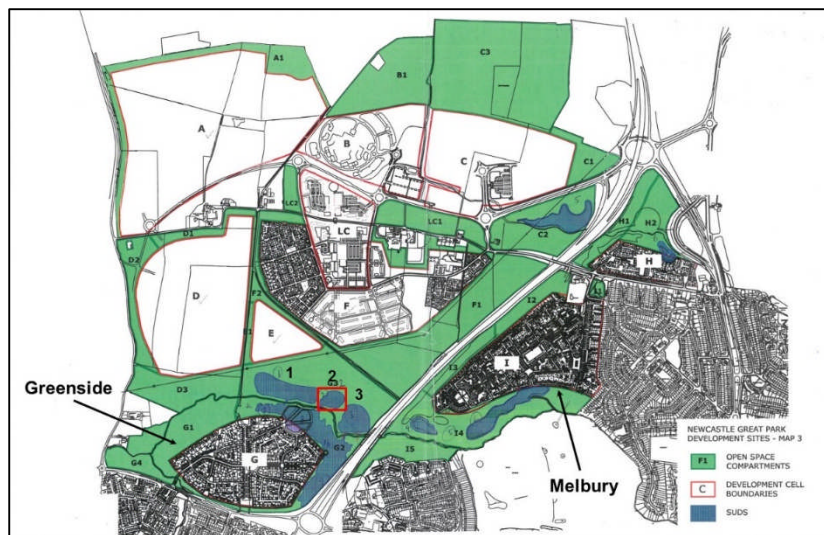 A1
C3
B1
A
B
C
C1
LC2
LC1
H1
H2
LC
C2
D1
D2
H
F2
F
F1
I2
D
E1
E
I3
I
1
2
G3
3
Greenside
D3
G1
G2
I4
G
G4
I5
Melbury
NEWCASTLE GREAT PARK
DEVELOPMENT SITES - MAP 3
F1 OPEN SPACE
COMPARTMENTS
C DEVELOPMENT CELL
BOUNDARIES
SUDS